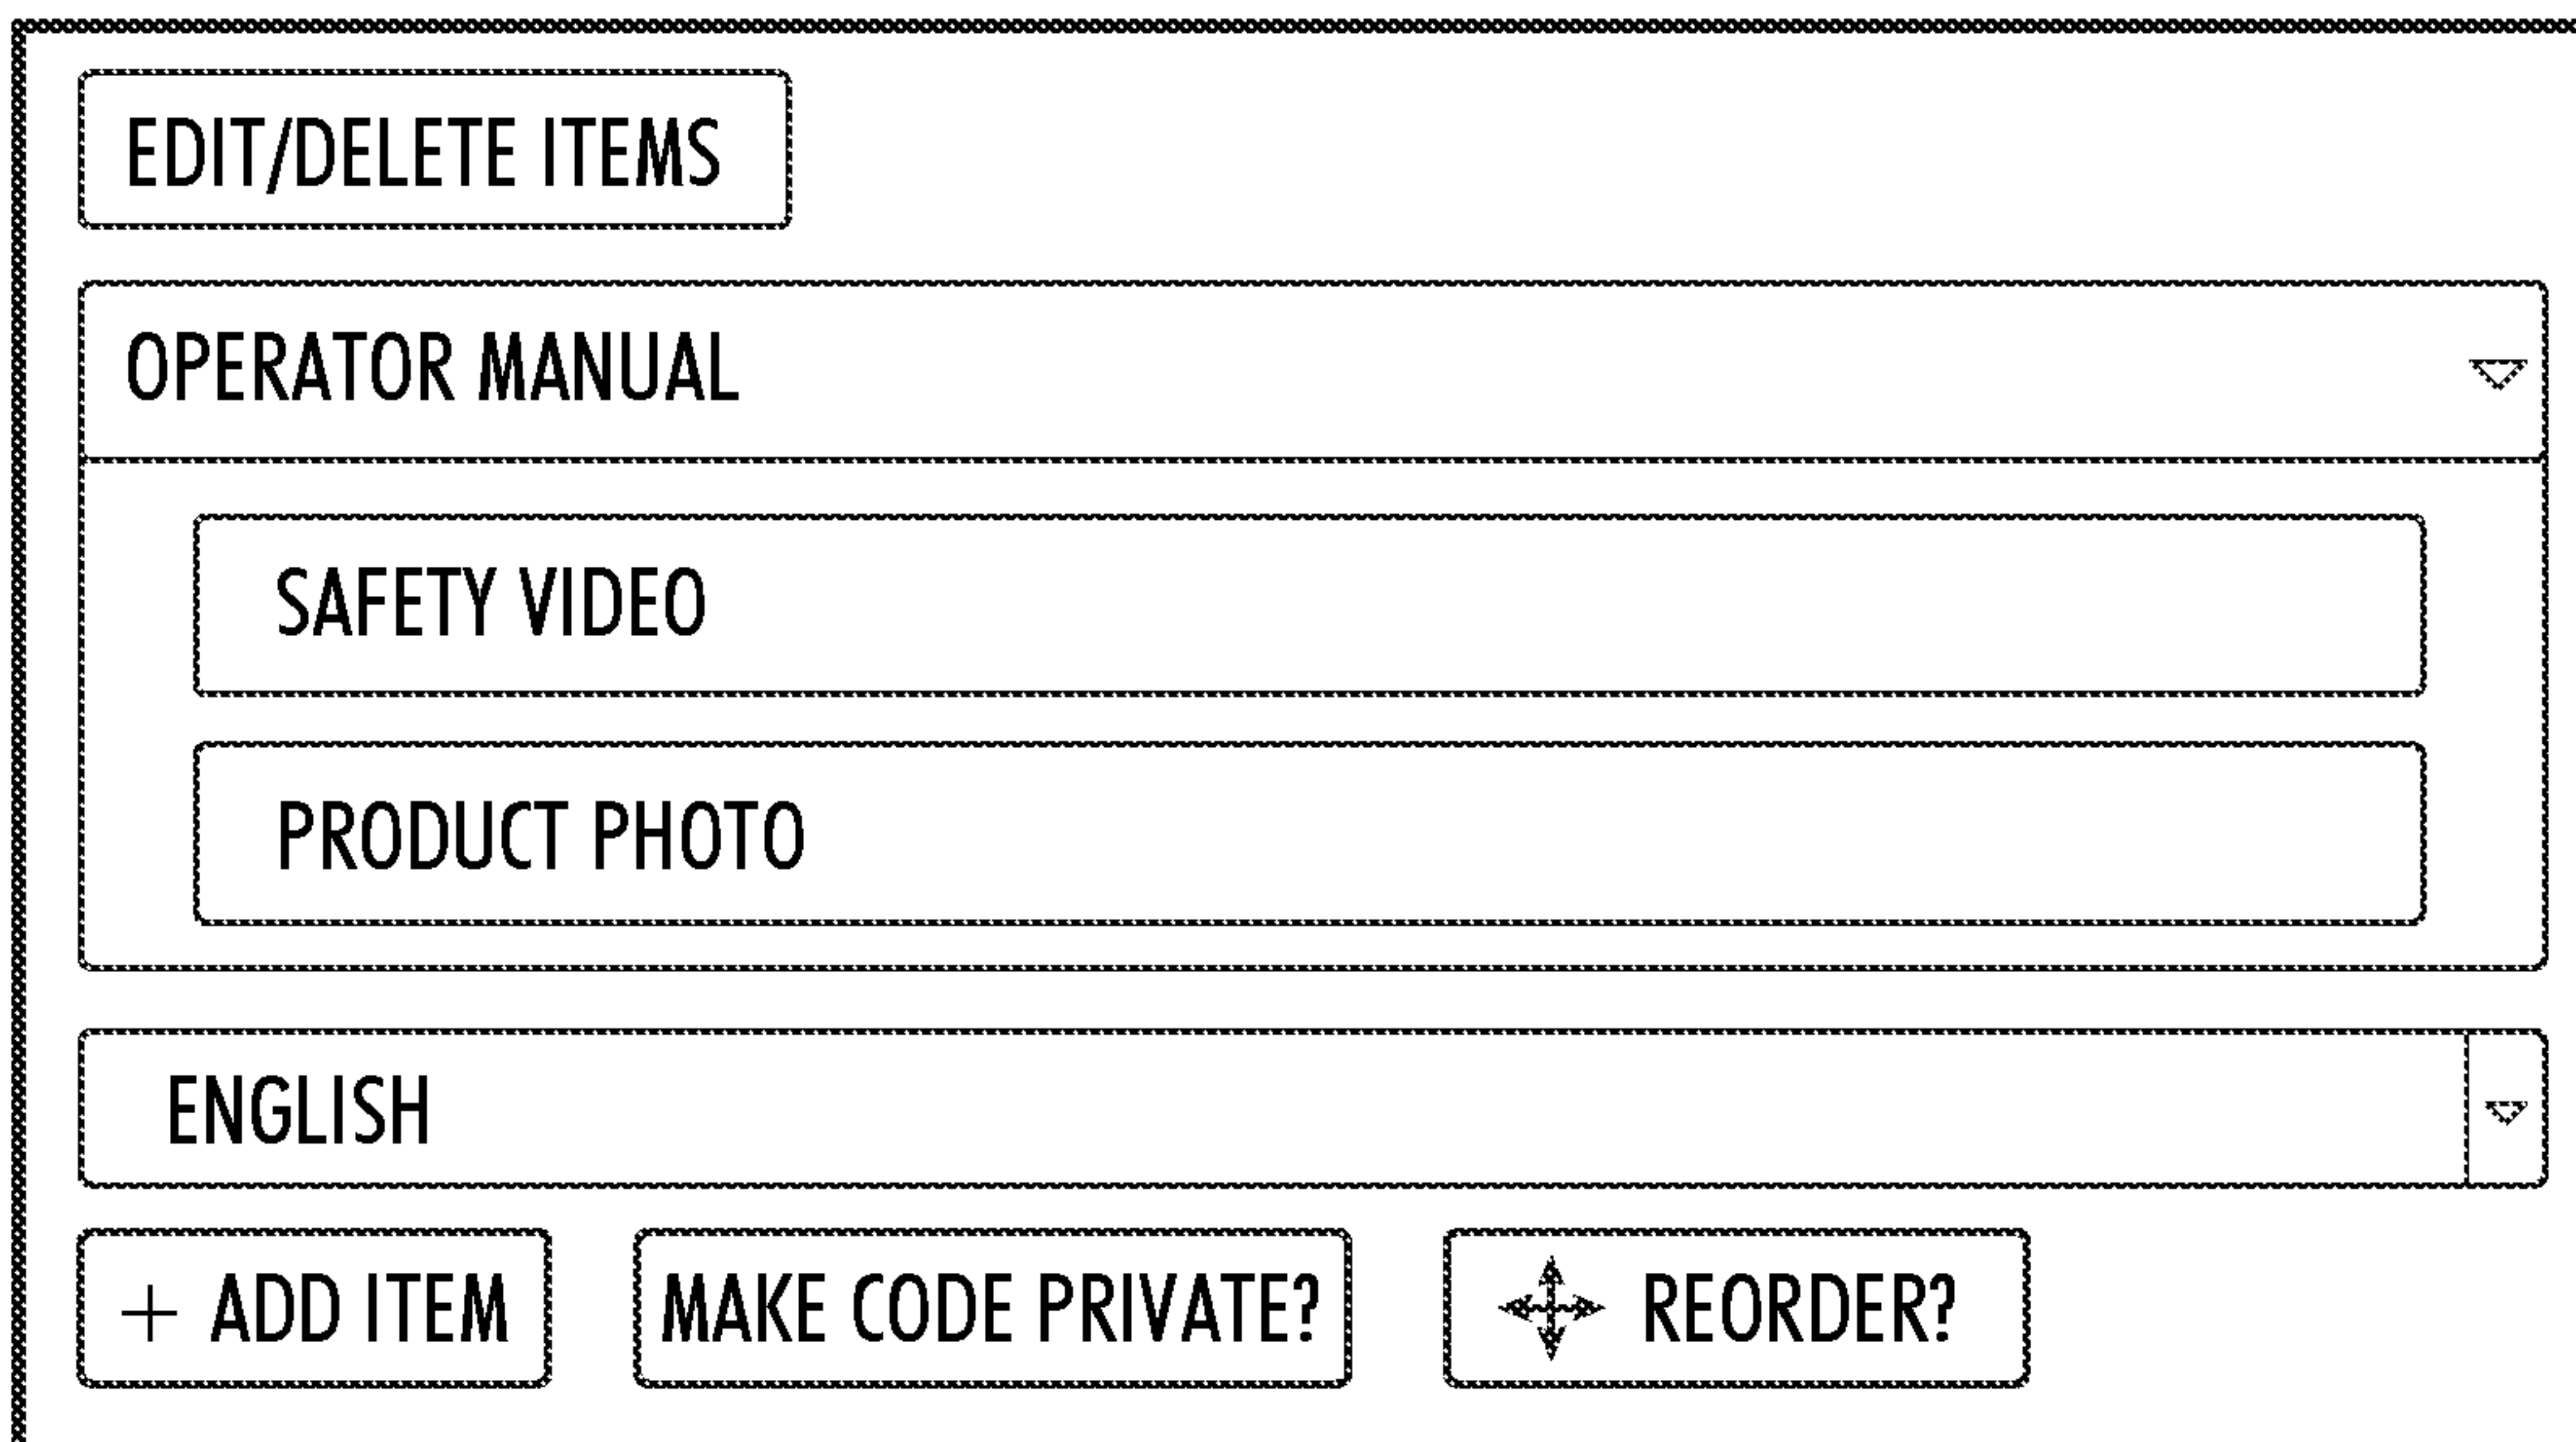 EDIT/DELETE ITEMS
OPERATOR MANUAL
SAFETY VIDEO
PRODUCT PHOTO
ENGLISH
+ ADD ITEM
MAKE CODE PRIVATE?
REORDER?